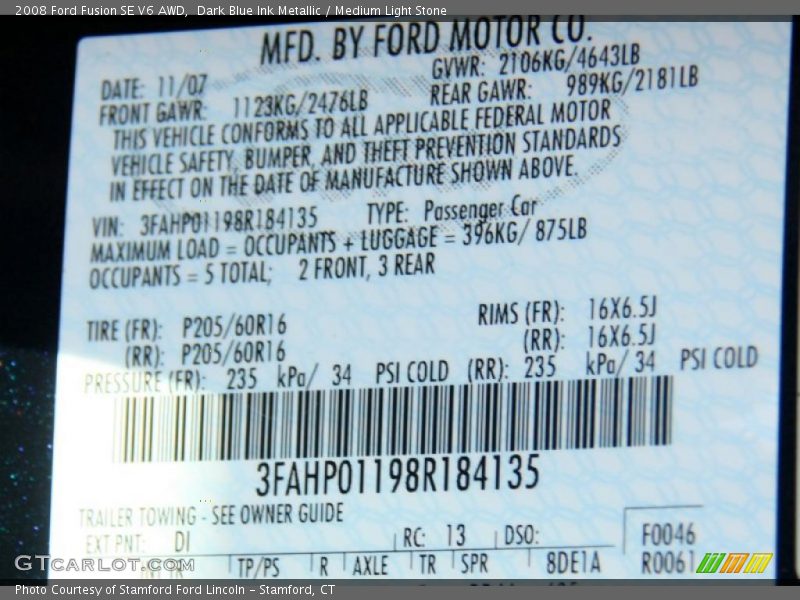 2008 Ford Fusion SE V6 AWD, Dark Blue Ink Metallic / Medium Light Stone
MFD. BY FORD MOTOR CO.
DATE: 11/07 GVWR: 2106KG/4643LB
FRONT GAWR: 1123KG/2476LB REAR GAWR: 989KG/2181LB
THIS VEHICLE CONFORMS TO ALL APPLICABLE FEDERAL MOTOR
VEHICLE SAFETY, BUMPER, AND THEFT PREVENTION STANDARDS
IN EFFECT ON THE DATE OF MANUFACTURE SHOWN ABOVE.
VIN: 3FAHP01198R184135 TYPE: Passenger Car
MAXIMUM LOAD = OCCUPANTS + LUGGAGE = 396KG/ 875LB
OCCUPANTS = 5 TOTAL; 2 FRONT, 3 REAR
TIRE (FR): P205/60R16 RIMS (FR): 16X6.5J
(RR): P205/60R16 (RR): 16X6.5J
PRESSURE (FR): 235 kPa/ 34 PSI COLD (RR): 235 kPa/ 34 PSI COLD
3FAHP01198R184135
TRAILER TOWING - SEE OWNER GUIDE
EXT PNT: DI RC: 13 DSO: F0046
TP/PS R AXLE TR SPR 8DE1A R0061
GTCarLot.com
Photo Courtesy of Stamford Ford Lincoln - Stamford, CT